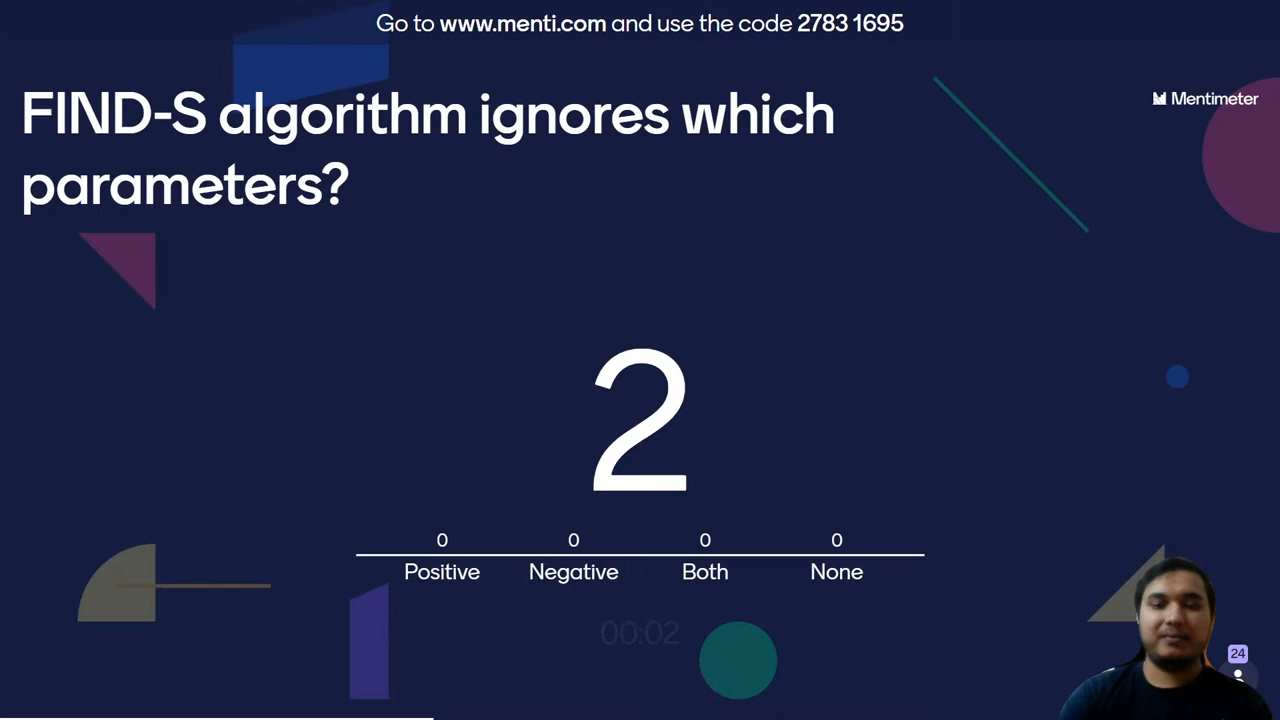 Go to www.menti.com and use the code 2783 1695
FIND-S algorithm ignores which
parameters?
Mentimeter
2
0 0 0 0
Positive Negative Both None
00:02
24